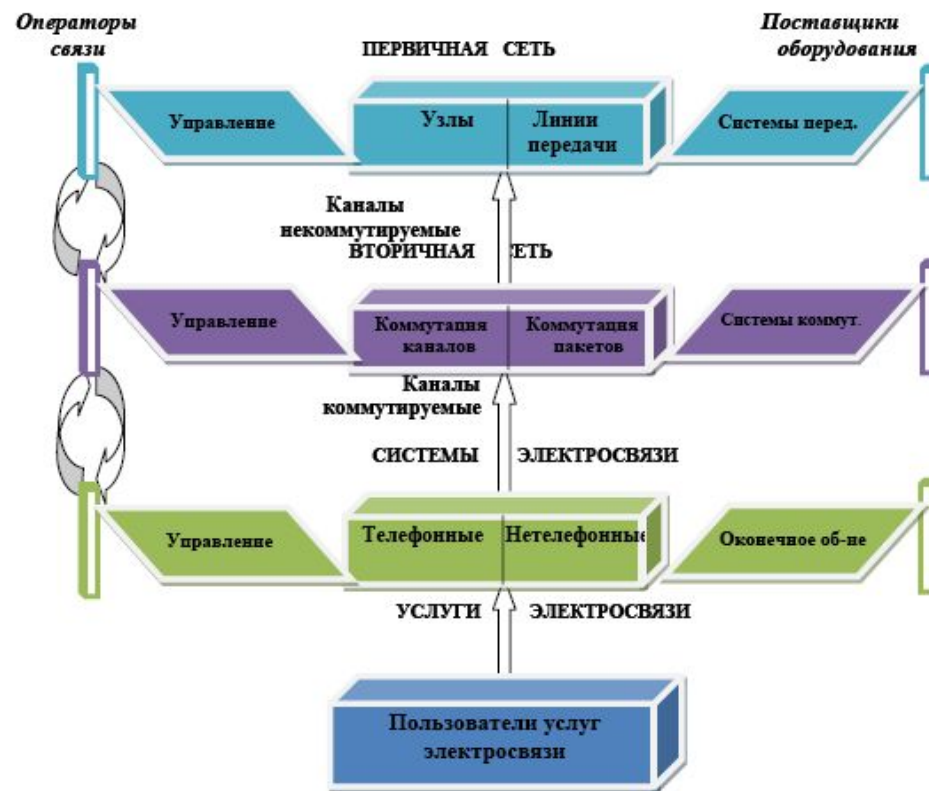 Операторы
связи
Поставщики
оборудования
ПЕРВИЧНАЯ СЕТЬ
Управление
Узлы
Линии
передачи
Системы перед.
Каналы
некоммутируемые
ВТОРИЧНАЯ СЕТЬ
Управление
Коммутация
каналов
Коммутация
пакетов
Системы коммут.
Каналы
коммутируемые
СИСТЕМЫ ЭЛЕКТРОСВЯЗИ
Управление
Телефонные
Нетелефонные
Оконечное об-ие
УСЛУГИ ЭЛЕКТРОСВЯЗИ
Пользователи услуг
электросвязи